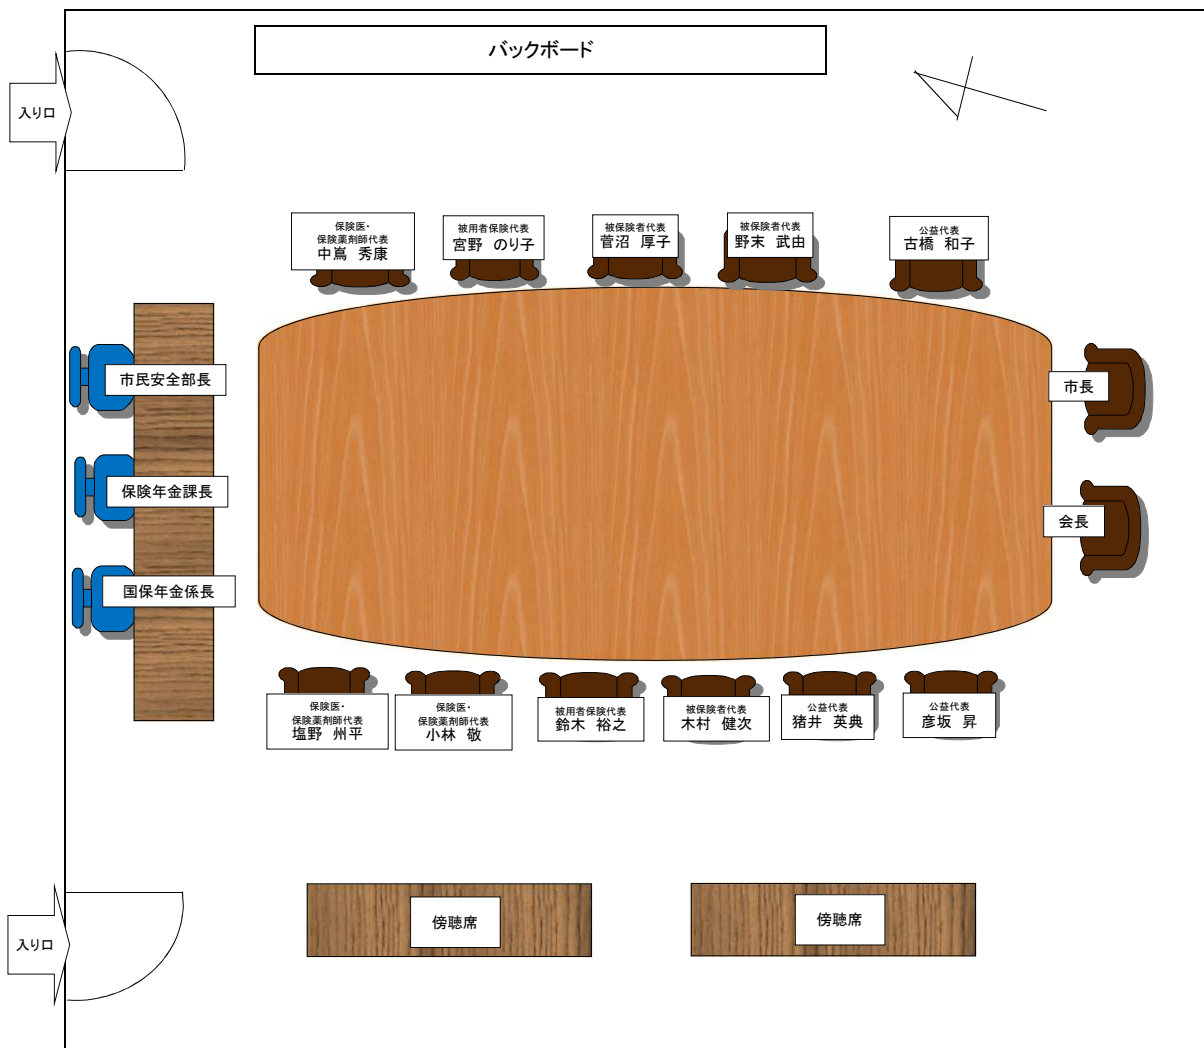 バックボード
入り口
保険医・
保険薬剤師代表
中嶌 秀康
被用者保険代表
宮野 のり子
被保険者代表
菅沼 厚子
被保険者代表
野末 武由
公益代表
古橋 和子
市民安全部長
市長
保険年金課長
会長
国保年金係長
保険医・
保険薬剤師代表
塩野 州平
保険医・
保険薬剤師代表
小林 敬
被用者保険代表
鈴木 裕之
被保険者代表
木村 健次
公益代表
猪井 英典
公益代表
彦坂 昇
傍聴席
傍聴席
入り口